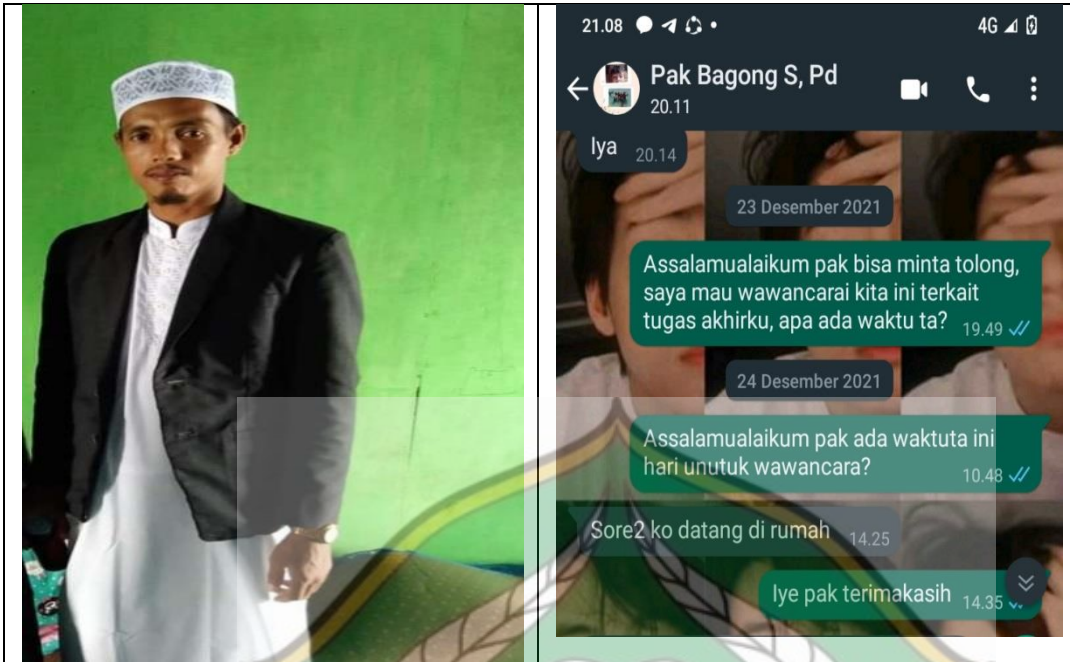 21.08
4G
Pak Bagong S, Pd
20.11
Iya 20.14
23 Desember 2021
Assalamualaikum pak bisa minta tolong,
saya mau wawancarai kita ini terkait
tugas akhirku, apa ada waktu ta? 19.49
24 Desember 2021
Assalamualaikum pak ada waktuta ini
hari unutuk wawancara? 10.48
Sore2 ko datang di rumah 14.25
Iye pak terimakasih 14.35